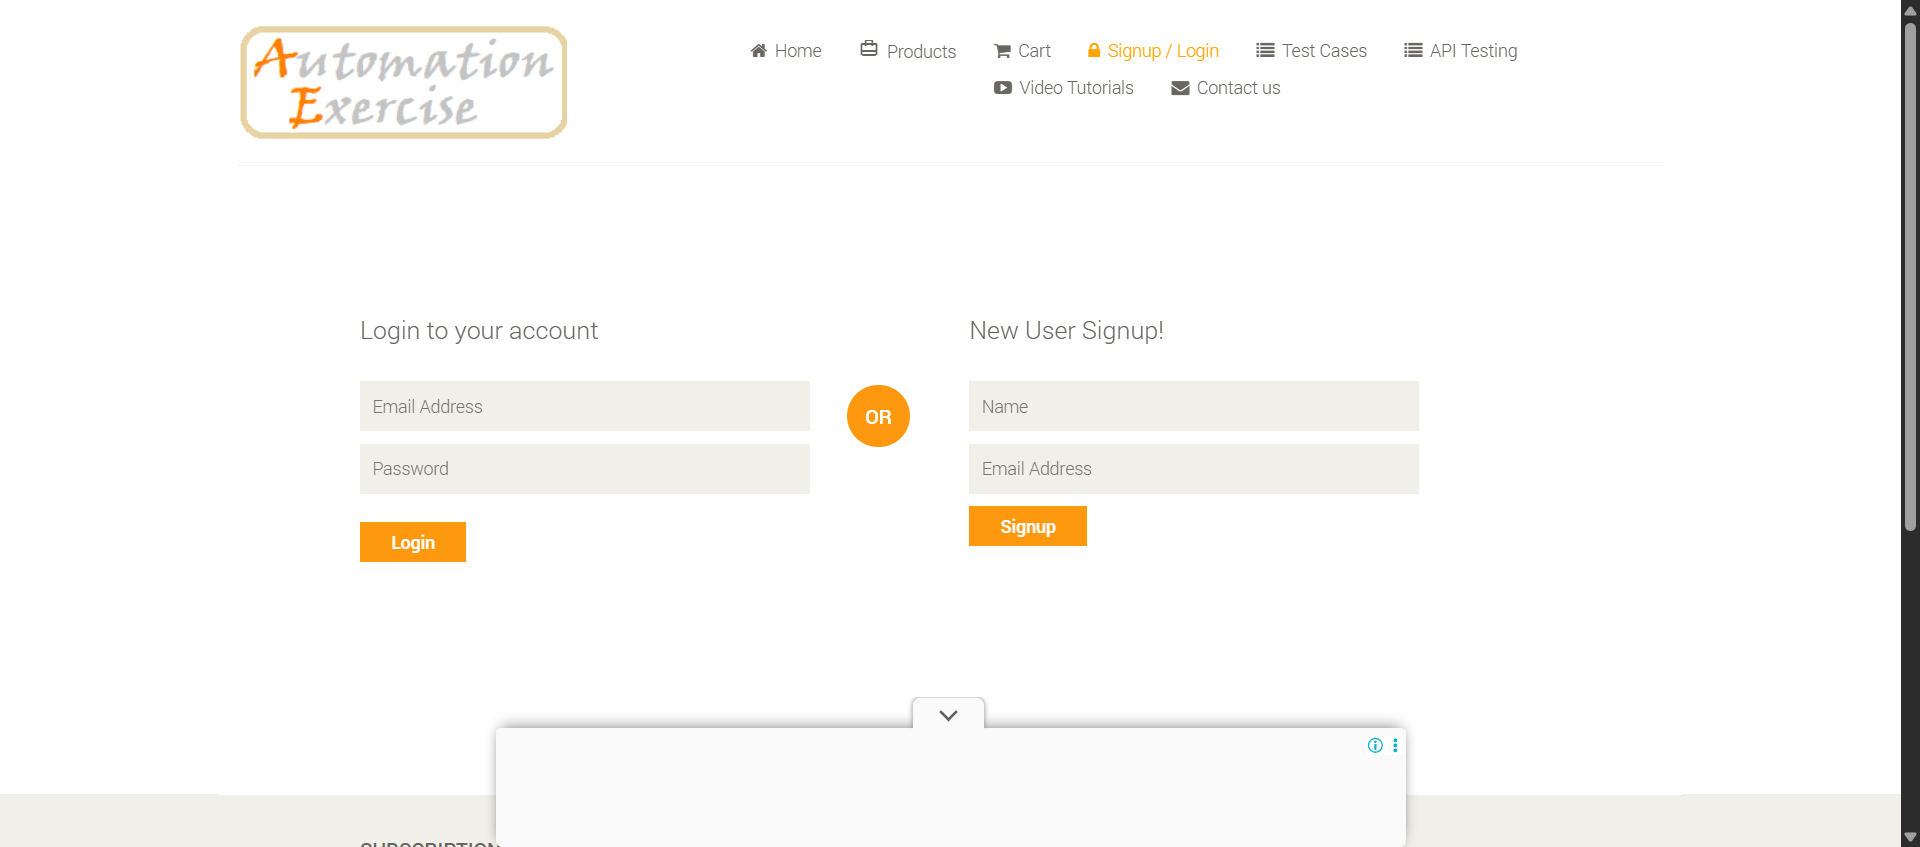 Automation
Exercise
Home Products Cart Signup / Login Test Cases API Testing
Video Tutorials Contact us
Login to your account
Email Address
Password
Login
OR
New User Signup!
Name
Email Address
Signup
SUBSCRIPTION